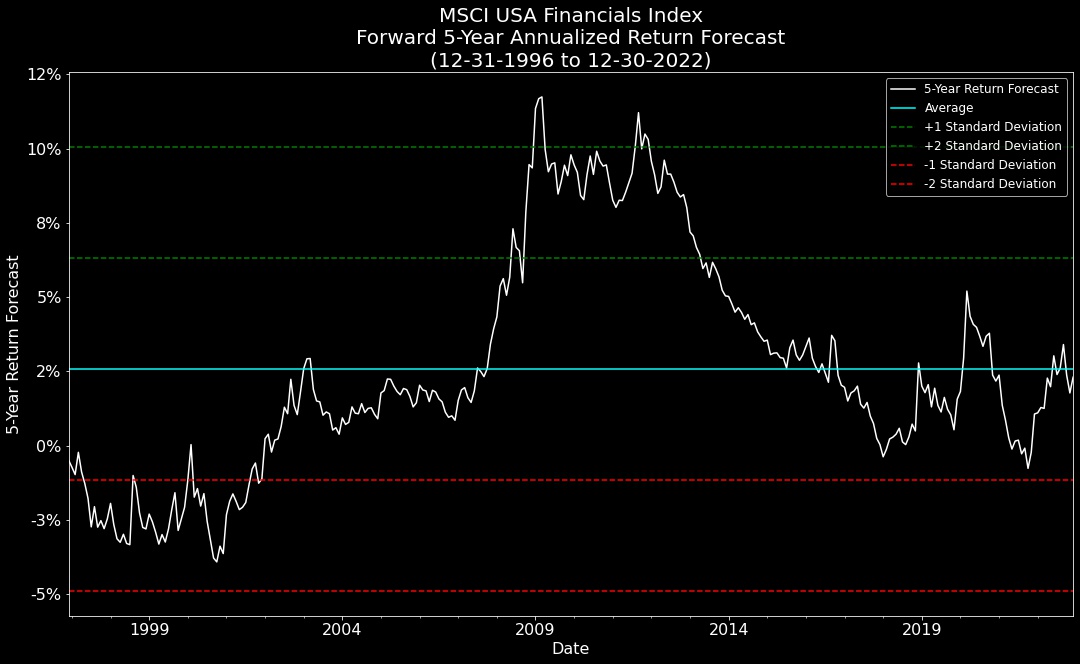 MSCI USA Financials Index
Forward 5-Year Annualized Return Forecast
(12-31-1996 to 12-30-2022)
5-Year Return Forecast
Average
+1 Standard Deviation
+2 Standard Deviation
-1 Standard Deviation
-2 Standard Deviation
12%
10%
8%
5%
2%
0%
-3%
-5%
5-Year Return Forecast
1999
2004
2009
2014
2019
Date